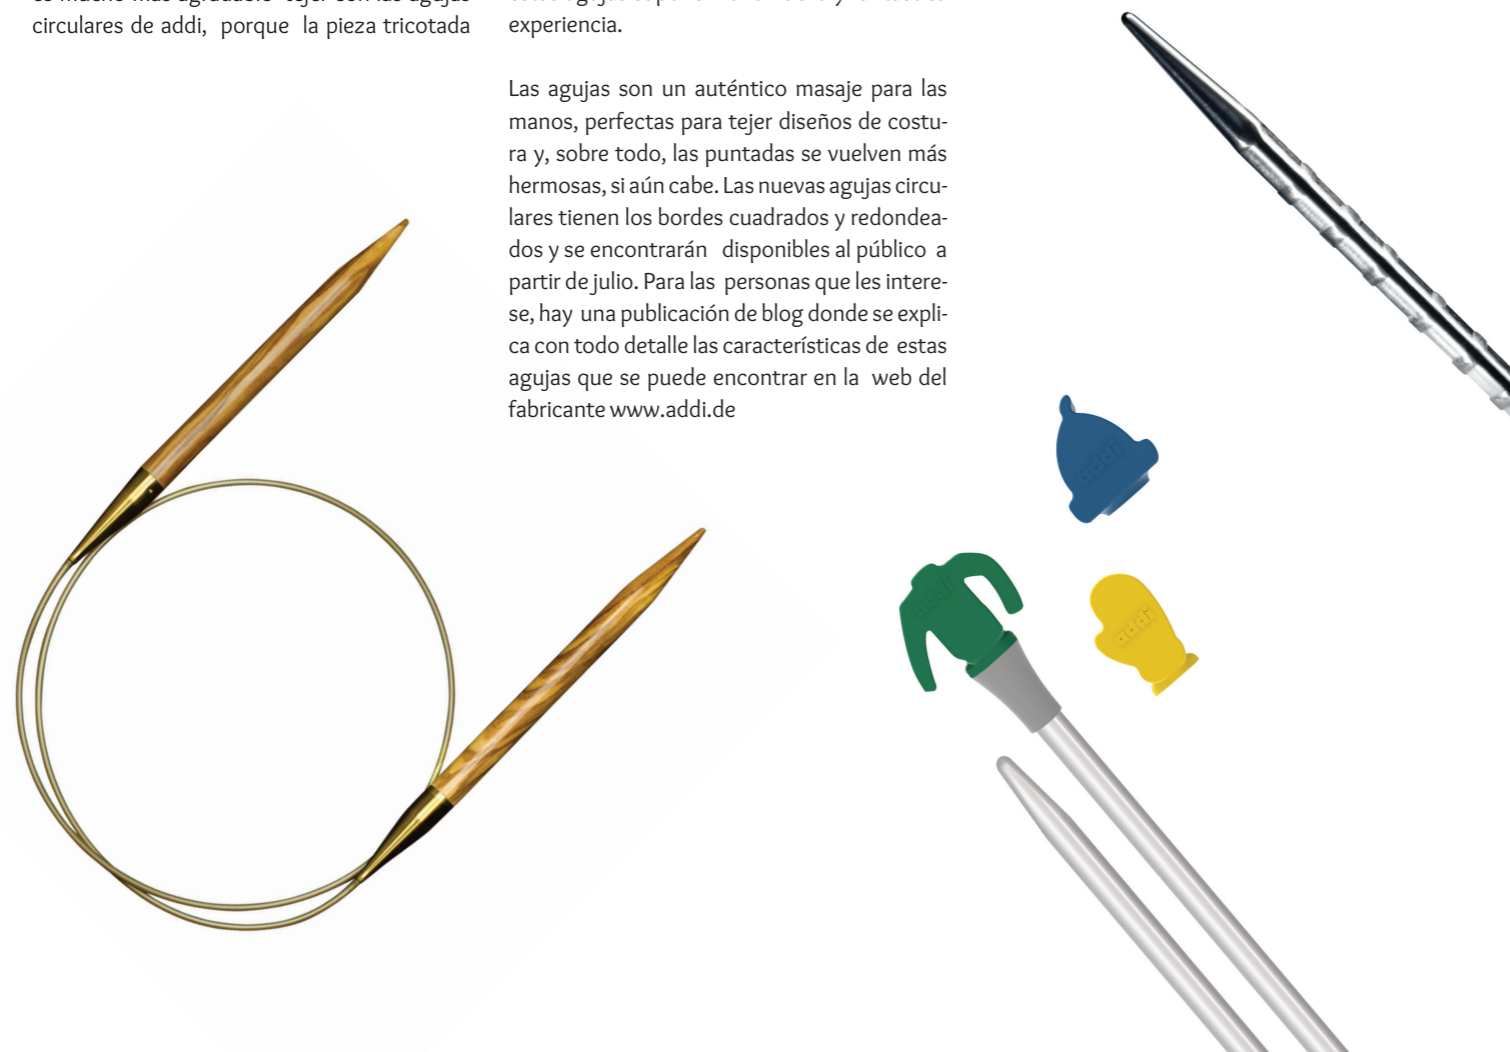 circulares de addi, porque la pieza tricotada
experiencia.
Las agujas son un auténtico masaje para las
manos, perfectas para tejer diseños de costu-
ra y, sobre todo, las puntadas se vuelven más
hermosas, si aún cabe. Las nuevas agujas circu-
lares tienen los bordes cuadrados y redondea-
dos y se encontrarán disponibles al público a
partir de julio. Para las personas que les intere-
se, hay una publicación de blog donde se expli-
ca con todo detalle las características de estas
agujas que se puede encontrar en la web del
fabricante www.addi.de
addi
addi
addi